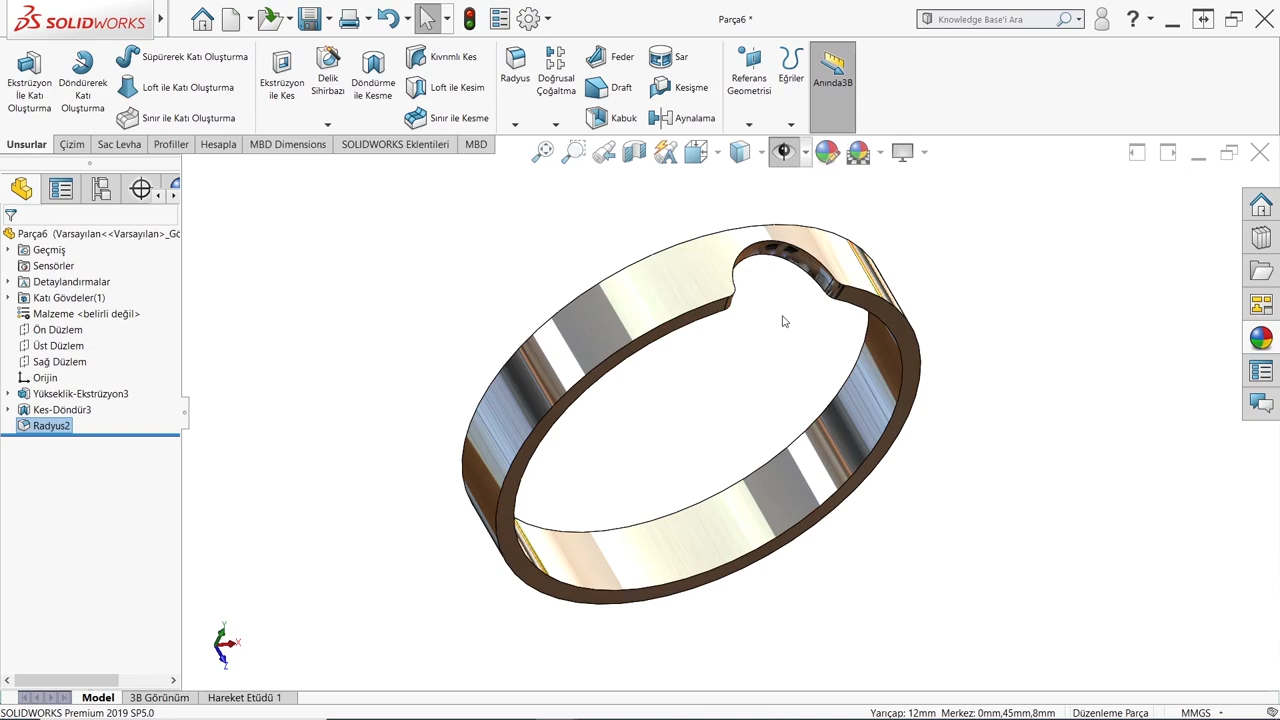 SOLIDWORKS
Parça6 *
Knowledge Base'i Ara
Ekstrüzyon
ile Katı
Oluşturma
Döndürerek
Katı
Oluşturma
Süpürerek Katı Oluşturma
Loft ile Katı Oluşturma
Sınır ile Katı Oluşturma
Ekstrüzyon
ile Kes
Delik
Sihirbazı
Döndürme
ile Kesme
Kıvrımlı Kes
Loft ile Kesim
Sınır ile Kesme
Radyus
Doğrusal
Çoğaltma
Feder
Draft
Kabuk
Sar
Kesişme
Aynalama
Referans
Geometrisi
Eğriler
Anında3B
Unsurlar
Çizim
Sac Levha
Profiller
Hesapla
MBD Dimensions
SOLIDWORKS Eklentileri
MBD
Parça6 (Varsayılan<<Varsayılan>_Gö
Geçmiş
Sensörler
Detaylandırmalar
Katı Gövdeler(1)
Malzeme <belirli değil>
Ön Düzlem
Üst Düzlem
Sağ Düzlem
Orijin
Yükseklik-Ekstrüzyon3
Kes-Döndür3
Radyus2
Y
X
Z
Model
3B Görünüm
Hareket Etüdü 1
SOLIDWORKS Premium 2019 SP5.0
Yarıçap: 12mm Merkez: 0mm,45mm,8mm
Düzenleme Parça
MMGS